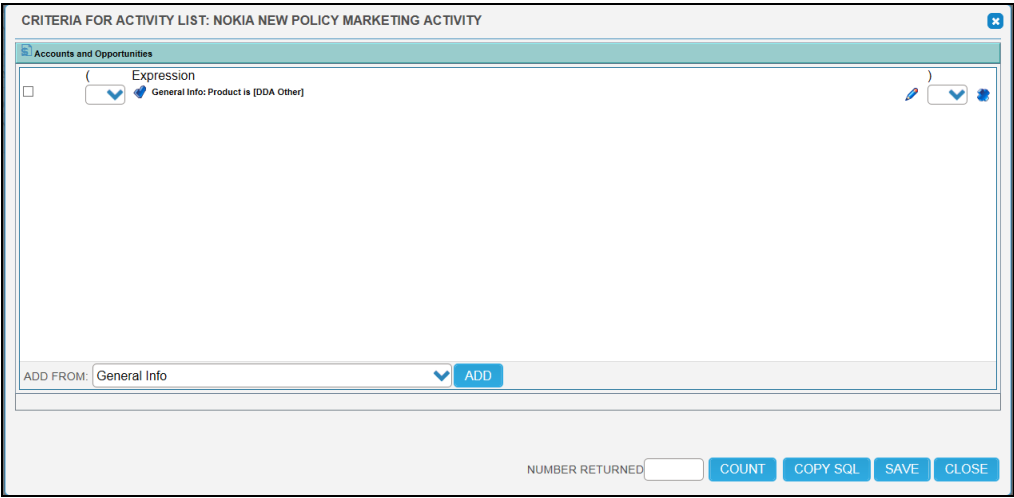 CRITERIA FOR ACTIVITY LIST: NOKIA NEW POLICY MARKETING ACTIVITY
Accounts and Opportunities
( Expression )
General Info: Product is [DDA Other]
ADD FROM: General Info ADD
NUMBER RETURNED COUNT COPY SQL SAVE CLOSE